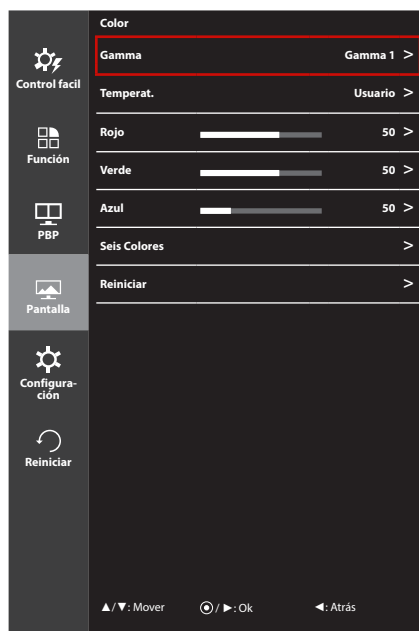 Control facil
Función
PBP
Pantalla
Configura-
ción
Reiniciar
Color
Gamma Gamma 1 >
Temperat. Usuario >
Rojo 50 >
Verde 50 >
Azul 50 >
Seis Colores >
Reiniciar >
▲/▼: Mover ◉/ ►: Ok ◄: Atrás